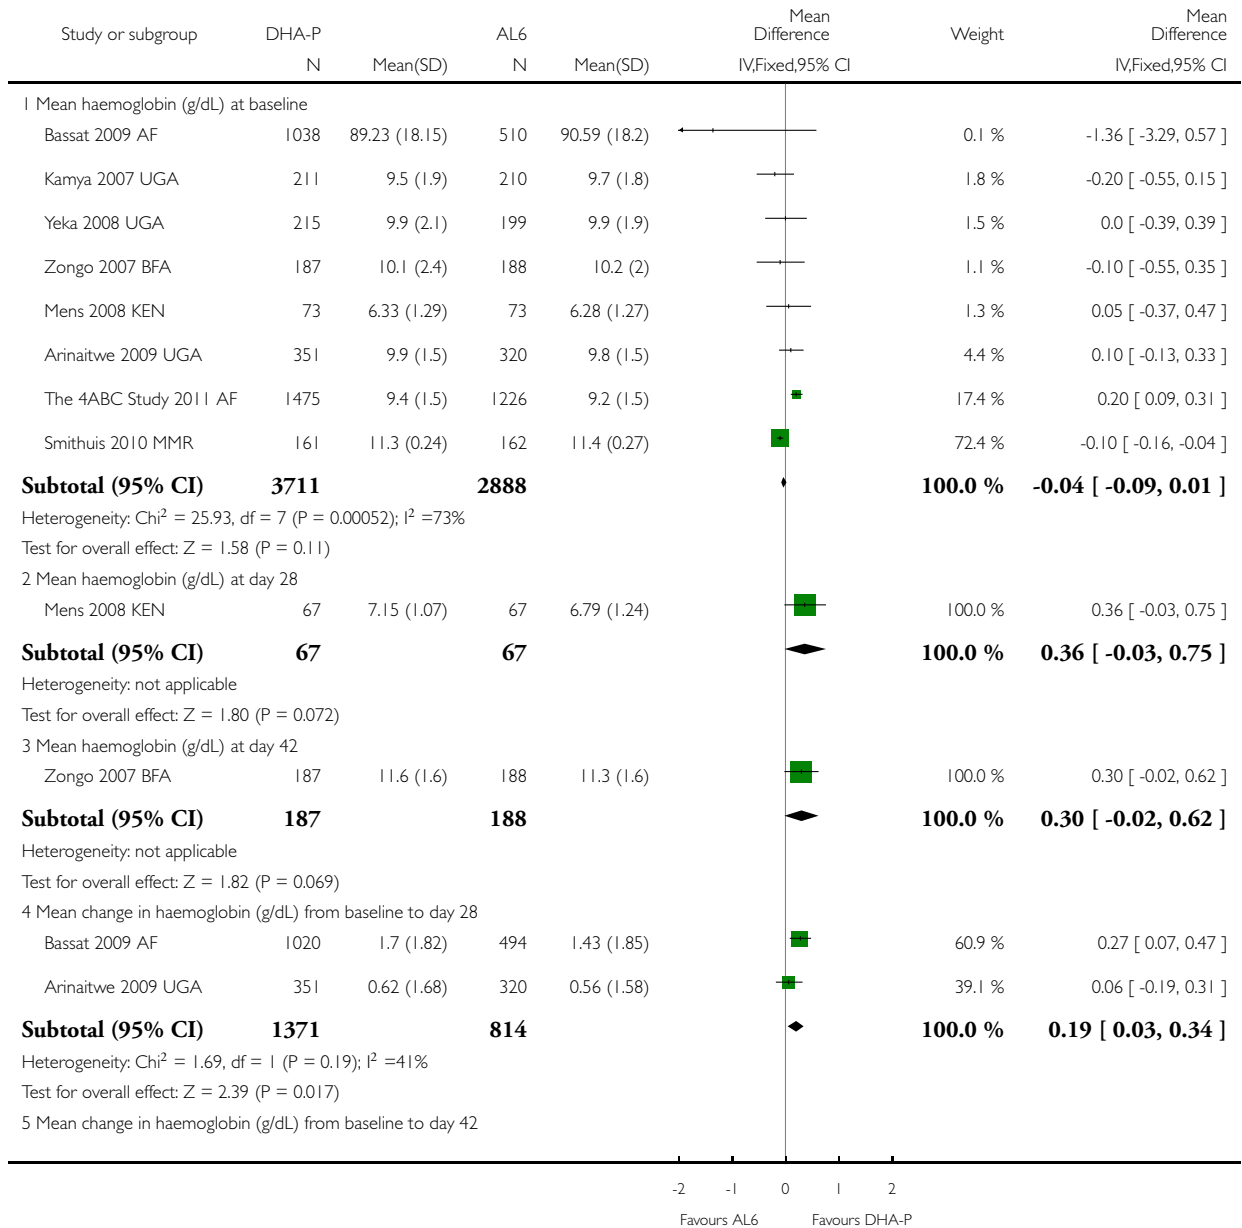 Study or subgroup DHA-P AL6 Mean Difference Weight Mean Difference
N Mean(SD) N Mean(SD) IV,Fixed,95% CI IV,Fixed,95% CI
1 Mean haemoglobin (g/dL) at baseline
Bassat 2009 AF 1038 89.23 (18.15) 510 90.59 (18.2) 0.1 % -1.36 [ -3.29, 0.57 ]
Kamya 2007 UGA 211 9.5 (1.9) 210 9.7 (1.8) 1.8 % -0.20 [ -0.55, 0.15 ]
Yeka 2008 UGA 215 9.9 (2.1) 199 9.9 (1.9) 1.5 % 0.0 [ -0.39, 0.39 ]
Zongo 2007 BFA 187 10.1 (2.4) 188 10.2 (2) 1.1 % -0.10 [ -0.55, 0.35 ]
Mens 2008 KEN 73 6.33 (1.29) 73 6.28 (1.27) 1.3 % 0.05 [ -0.37, 0.47 ]
Arinaitwe 2009 UGA 351 9.9 (1.5) 320 9.8 (1.5) 4.4 % 0.10 [ -0.13, 0.33 ]
The 4ABC Study 2011 AF 1475 9.4 (1.5) 1226 9.2 (1.5) 17.4 % 0.20 [ 0.09, 0.31 ]
Smithuis 2010 MMR 161 11.3 (0.24) 162 11.4 (0.27) 72.4 % -0.10 [ -0.16, -0.04 ]
Subtotal (95% CI) 3711 2888 100.0 % -0.04 [ -0.09, 0.01 ]
Heterogeneity: Chi² = 25.93, df = 7 (P = 0.00052); I² =73%
Test for overall effect: Z = 1.58 (P = 0.11)
2 Mean haemoglobin (g/dL) at day 28
Mens 2008 KEN 67 7.15 (1.07) 67 6.79 (1.24) 100.0 % 0.36 [ -0.03, 0.75 ]
Subtotal (95% CI) 67 67 100.0 % 0.36 [ -0.03, 0.75 ]
Heterogeneity: not applicable
Test for overall effect: Z = 1.80 (P = 0.072)
3 Mean haemoglobin (g/dL) at day 42
Zongo 2007 BFA 187 11.6 (1.6) 188 11.3 (1.6) 100.0 % 0.30 [ -0.02, 0.62 ]
Subtotal (95% CI) 187 188 100.0 % 0.30 [ -0.02, 0.62 ]
Heterogeneity: not applicable
Test for overall effect: Z = 1.82 (P = 0.069)
4 Mean change in haemoglobin (g/dL) from baseline to day 28
Bassat 2009 AF 1020 1.7 (1.82) 494 1.43 (1.85) 60.9 % 0.27 [ 0.07, 0.47 ]
Arinaitwe 2009 UGA 351 0.62 (1.68) 320 0.56 (1.58) 39.1 % 0.06 [ -0.19, 0.31 ]
Subtotal (95% CI) 1371 814 100.0 % 0.19 [ 0.03, 0.34 ]
Heterogeneity: Chi² = 1.69, df = 1 (P = 0.19); I² =41%
Test for overall effect: Z = 2.39 (P = 0.017)
5 Mean change in haemoglobin (g/dL) from baseline to day 42
-2 -1 0 1 2
Favours AL6 Favours DHA-P